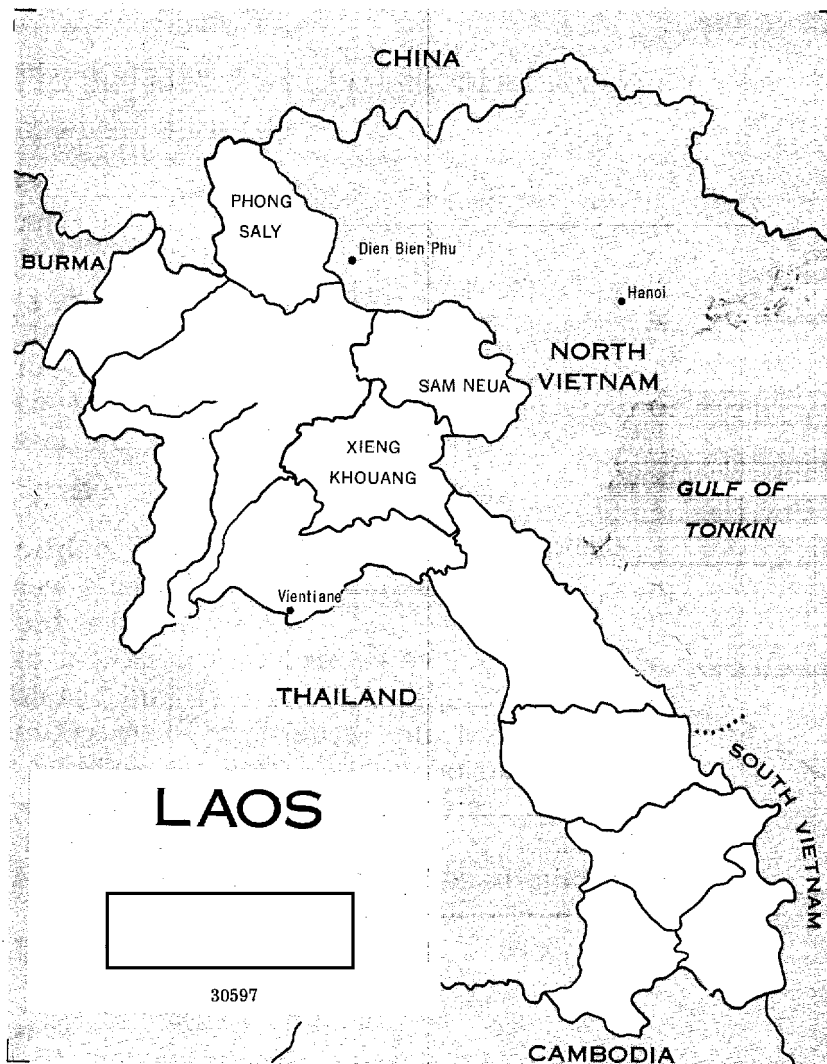 CHINA
PHONG
SALY
Dien Bien Phu
BURMA
Hanoi
NORTH
VIETNAM
SAM NEUA
XIENG
KHOUANG
GULF OF
TONKIN
Vientiane
THAILAND
SOUTH VIETNAM
LAOS
30597
CAMBODIA